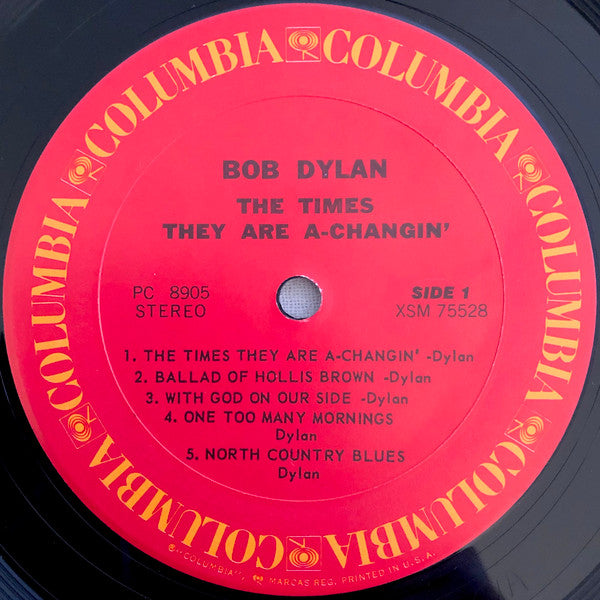 COLUMBIA COLUMBIA COLUMBIA COLUMBIA COLUMBIA COLUMBIA
BOB DYLAN
THE TIMES
THEY ARE A-CHANGIN'
PC 8905
STEREO
SIDE 1
XSM 75528
1. THE TIMES THEY ARE A-CHANGIN' -Dylan
2. BALLAD OF HOLLIS BROWN -Dylan
3. WITH GOD ON OUR SIDE -Dylan
4. ONE TOO MANY MORNINGS
Dylan
5. NORTH COUNTRY BLUES
Dylan
"COLUMBIA", MARCAS REG. PRINTED IN U.S.A.